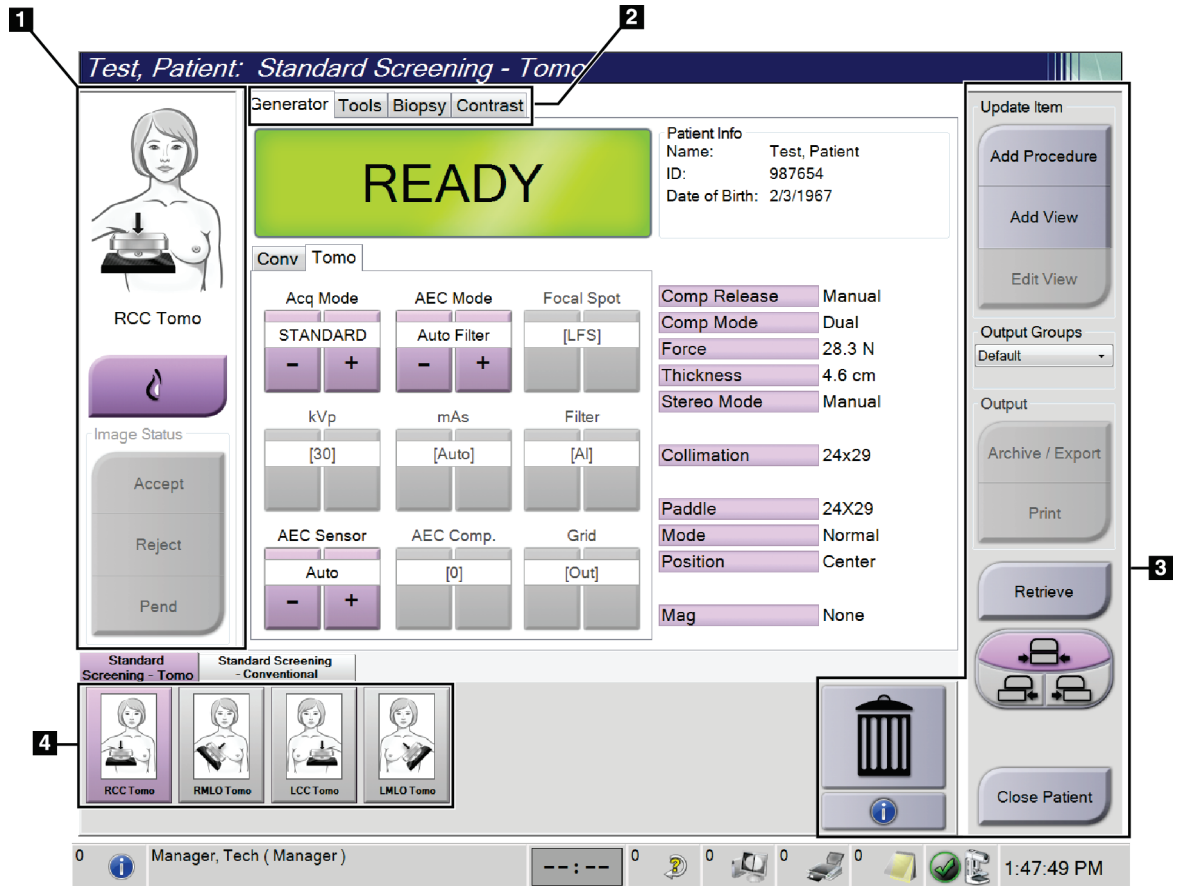 1
2
Test, Patient: Standard Screening - Tomo
Generator Tools Biopsy Contrast
READY
Patient Info
Name: Test, Patient
ID: 987654
Date of Birth: 2/3/1967
RCC Tomo
Image Status
Accept
Reject
Pend
Conv Tomo
Acq Mode AEC Mode Focal Spot
STANDARD Auto Filter [LFS]
- + - +
kVp mAs Filter
[30] [Auto] [Al]
AEC Sensor AEC Comp. Grid
Auto [0] [Out]
- +
Comp Release Manual
Comp Mode Dual
Force 28.3 N
Thickness 4.6 cm
Stereo Mode Manual
Collimation 24x29
Paddle 24X29
Mode Normal
Position Center
Mag None
Update Item
Add Procedure
Add View
Edit View
Output Groups
Default
Output
Archive / Export
Print
3
Retrieve
Close Patient
Standard
Screening - Tomo
Standard Screening
- Conventional
4
RCC Tomo RMLO Tomo LCC Tomo LMLO Tomo
i
0 i Manager, Tech ( Manager ) --:-- 0 ? 0 0 0 1:47:49 PM